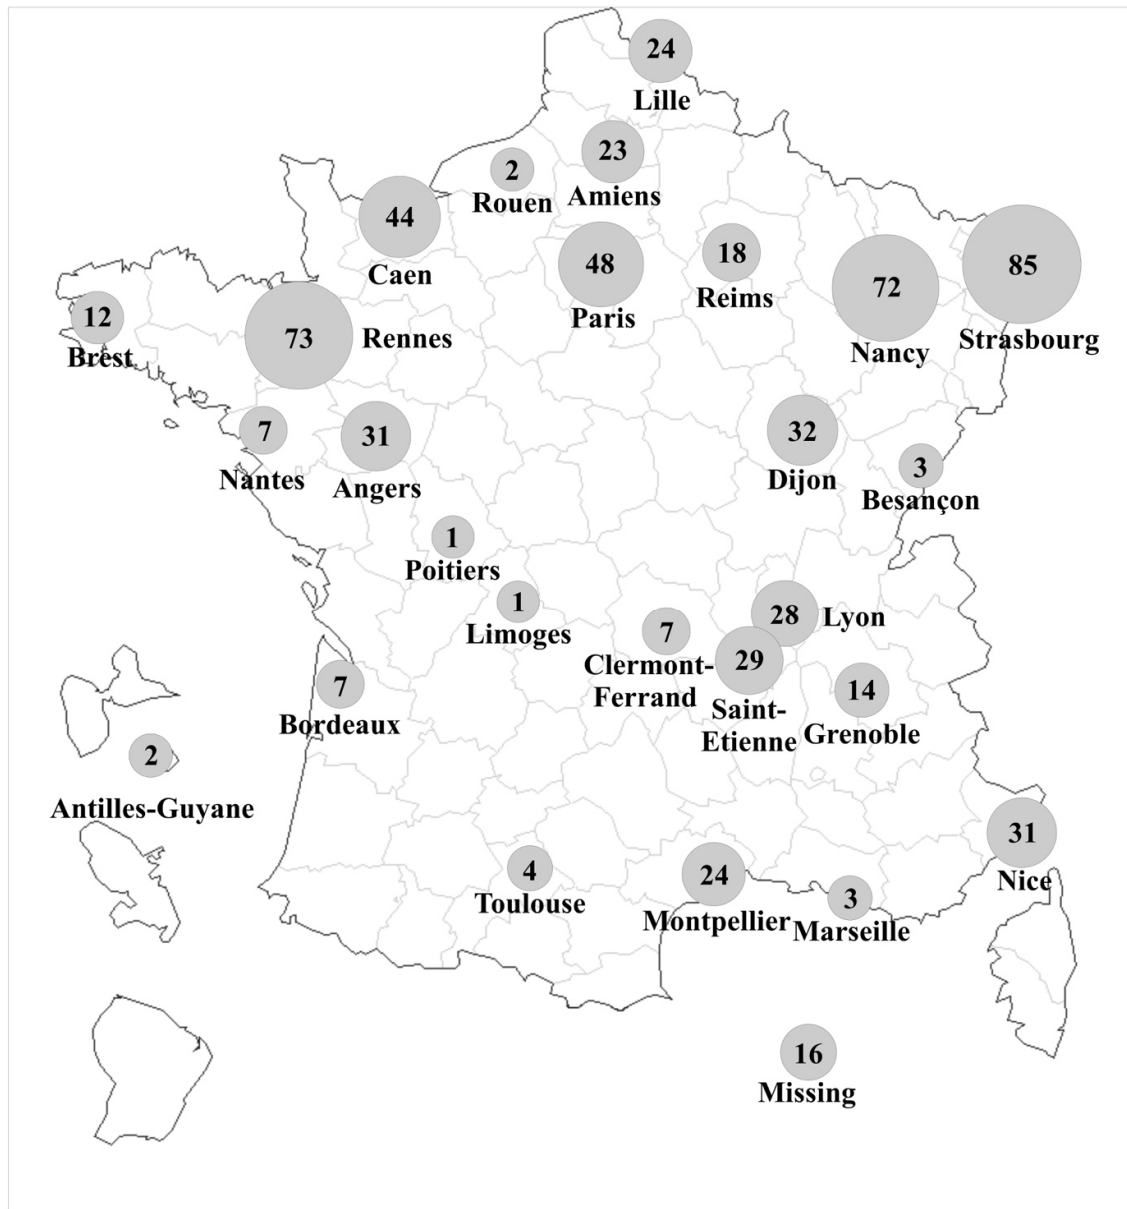 24
Lille
23
Amiens
2
Rouen
44
Caen
48
Paris
18
Reims
72
Nancy
85
Strasbourg
12
Brest
73 Rennes
7
Nantes
31
Angers
32
Dijon
3
Besançon
1
Poitiers
1
Limoges
7
Clermont-
Ferrand
28 Lyon
29
Saint-
Etienne
14
Grenoble
7
Bordeaux
2
Antilles-Guyane
31
Nice
4
Toulouse
24
Montpellier
3
Marseille
16
Missing